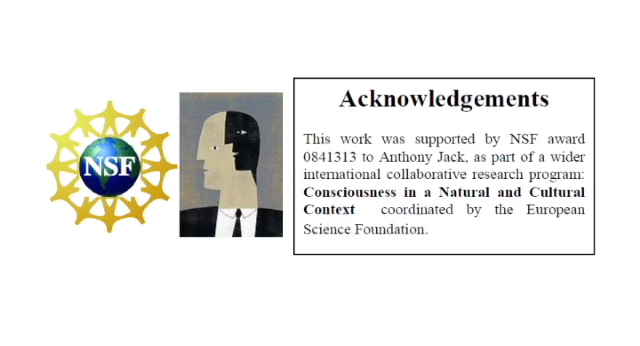 NSF
Acknowledgements
This work was supported by NSF award
0841313 to Anthony Jack, as part of a wider
international collaborative research program:
Consciousness in a Natural and Cultural
Context coordinated by the European
Science Foundation.